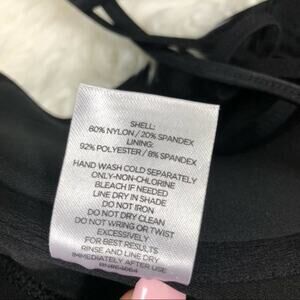 SHELL:
80% NYLON / 20% SPANDEX
LINING:
92% POLYESTER / 8% SPANDEX
HAND WASH COLD SEPARATELY
ONLY-NON-CHLORINE
BLEACH IF NEEDED
LINE DRY IN SHADE
DO NOT IRON
DO NOT DRY CLEAN
DO NOT WRING OR TWIST
EXCESSIVELY
FOR BEST RESULTS
RINSE AND LINE DRY
IMMEDIATELY AFTER USE